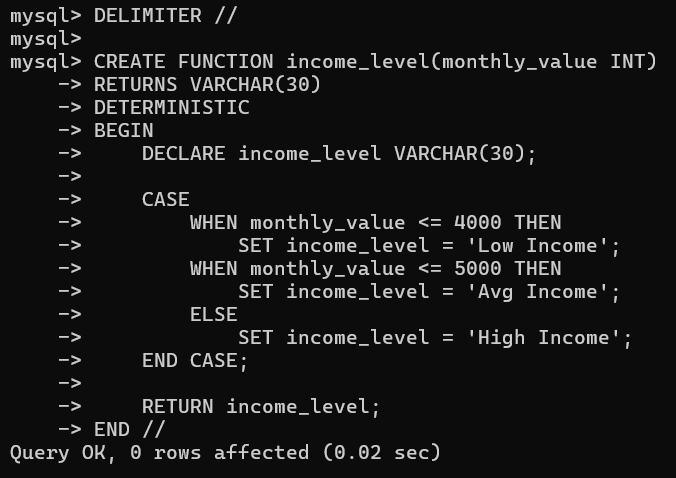 mysql> DELIMITER //
mysql>
mysql> CREATE FUNCTION income_level(monthly_value INT)
    -> RETURNS VARCHAR(30)
    -> DETERMINISTIC
    -> BEGIN
    ->     DECLARE income_level VARCHAR(30);
    ->
    ->     CASE
    ->         WHEN monthly_value <= 4000 THEN
    ->             SET income_level = 'Low Income';
    ->         WHEN monthly_value <= 5000 THEN
    ->             SET income_level = 'Avg Income';
    ->         ELSE
    ->             SET income_level = 'High Income';
    ->     END CASE;
    ->
    ->     RETURN income_level;
    -> END //
Query OK, 0 rows affected (0.02 sec)